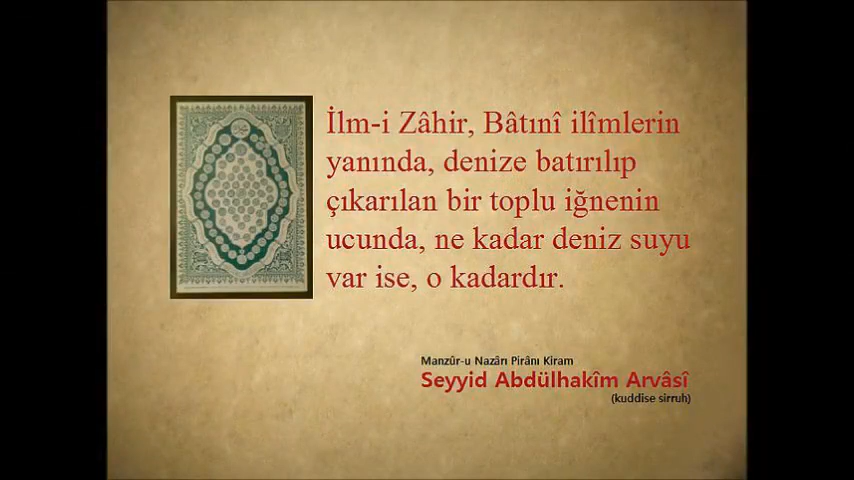 İlm-i Zâhir, Bâtınî ilîmlerin
yanında, denize batırılıp
çıkarılan bir toplu iğnenin
ucunda, ne kadar deniz suyu
var ise, o kadardır.
Manzûr-u Nazârı Pirânı Kiram
Seyyid Abdülhakîm Arvâsî
(kuddise sirruh)